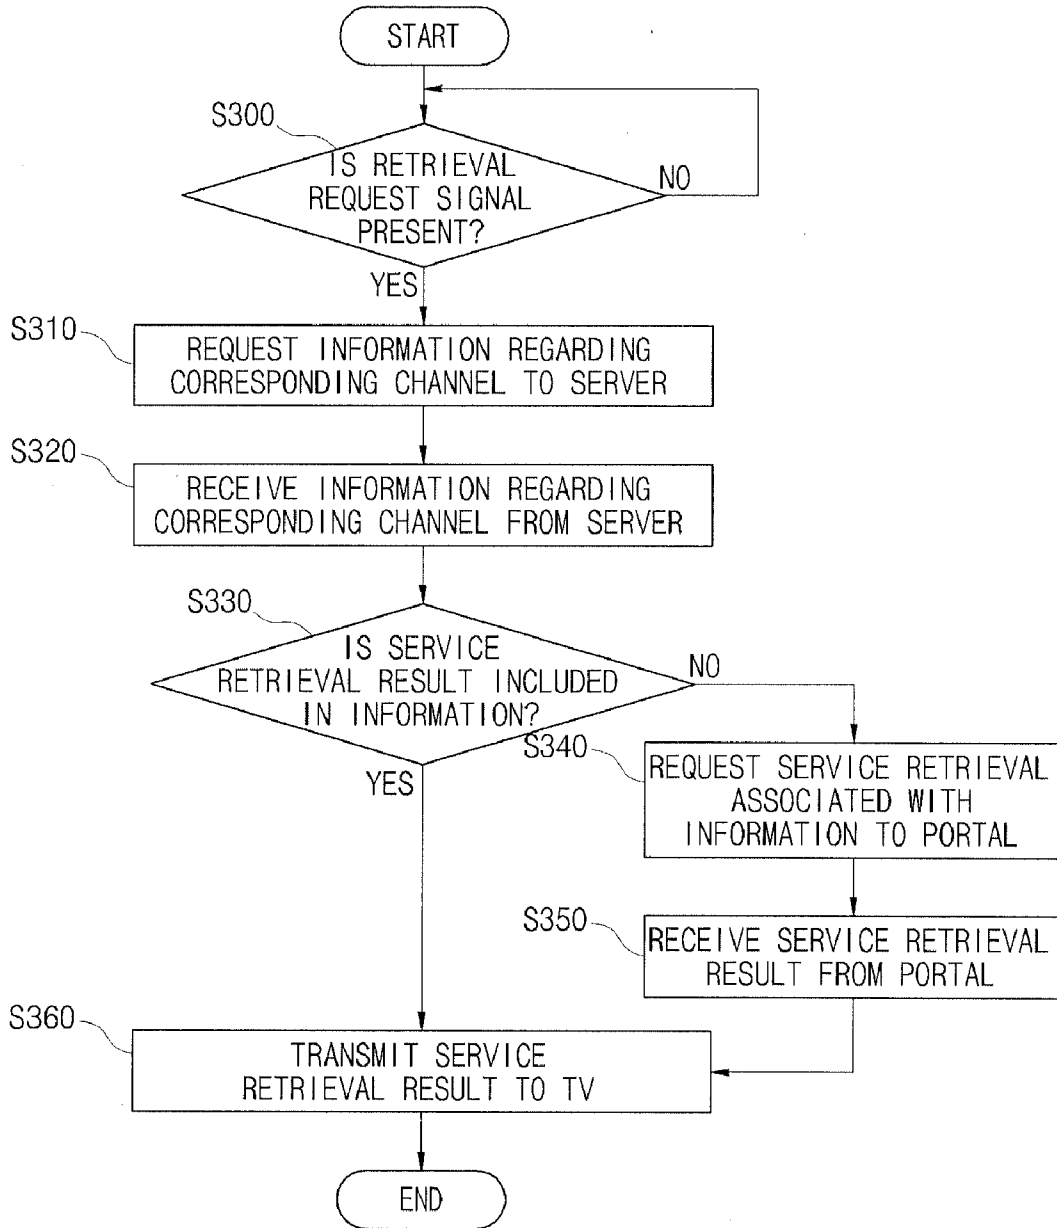 START
S300
IS RETRIEVAL
REQUEST SIGNAL
PRESENT?
NO
YES
S310
REQUEST INFORMATION REGARDING
CORRESPONDING CHANNEL TO SERVER
S320
RECEIVE INFORMATION REGARDING
CORRESPONDING CHANNEL FROM SERVER
S330
IS SERVICE
RETRIEVAL RESULT INCLUDED
IN INFORMATION?
NO
YES
S340
REQUEST SERVICE RETRIEVAL
ASSOCIATED WITH
INFORMATION TO PORTAL
S350
RECEIVE SERVICE RETRIEVAL
RESULT FROM PORTAL
S360
TRANSMIT SERVICE
RETRIEVAL RESULT TO TV
END